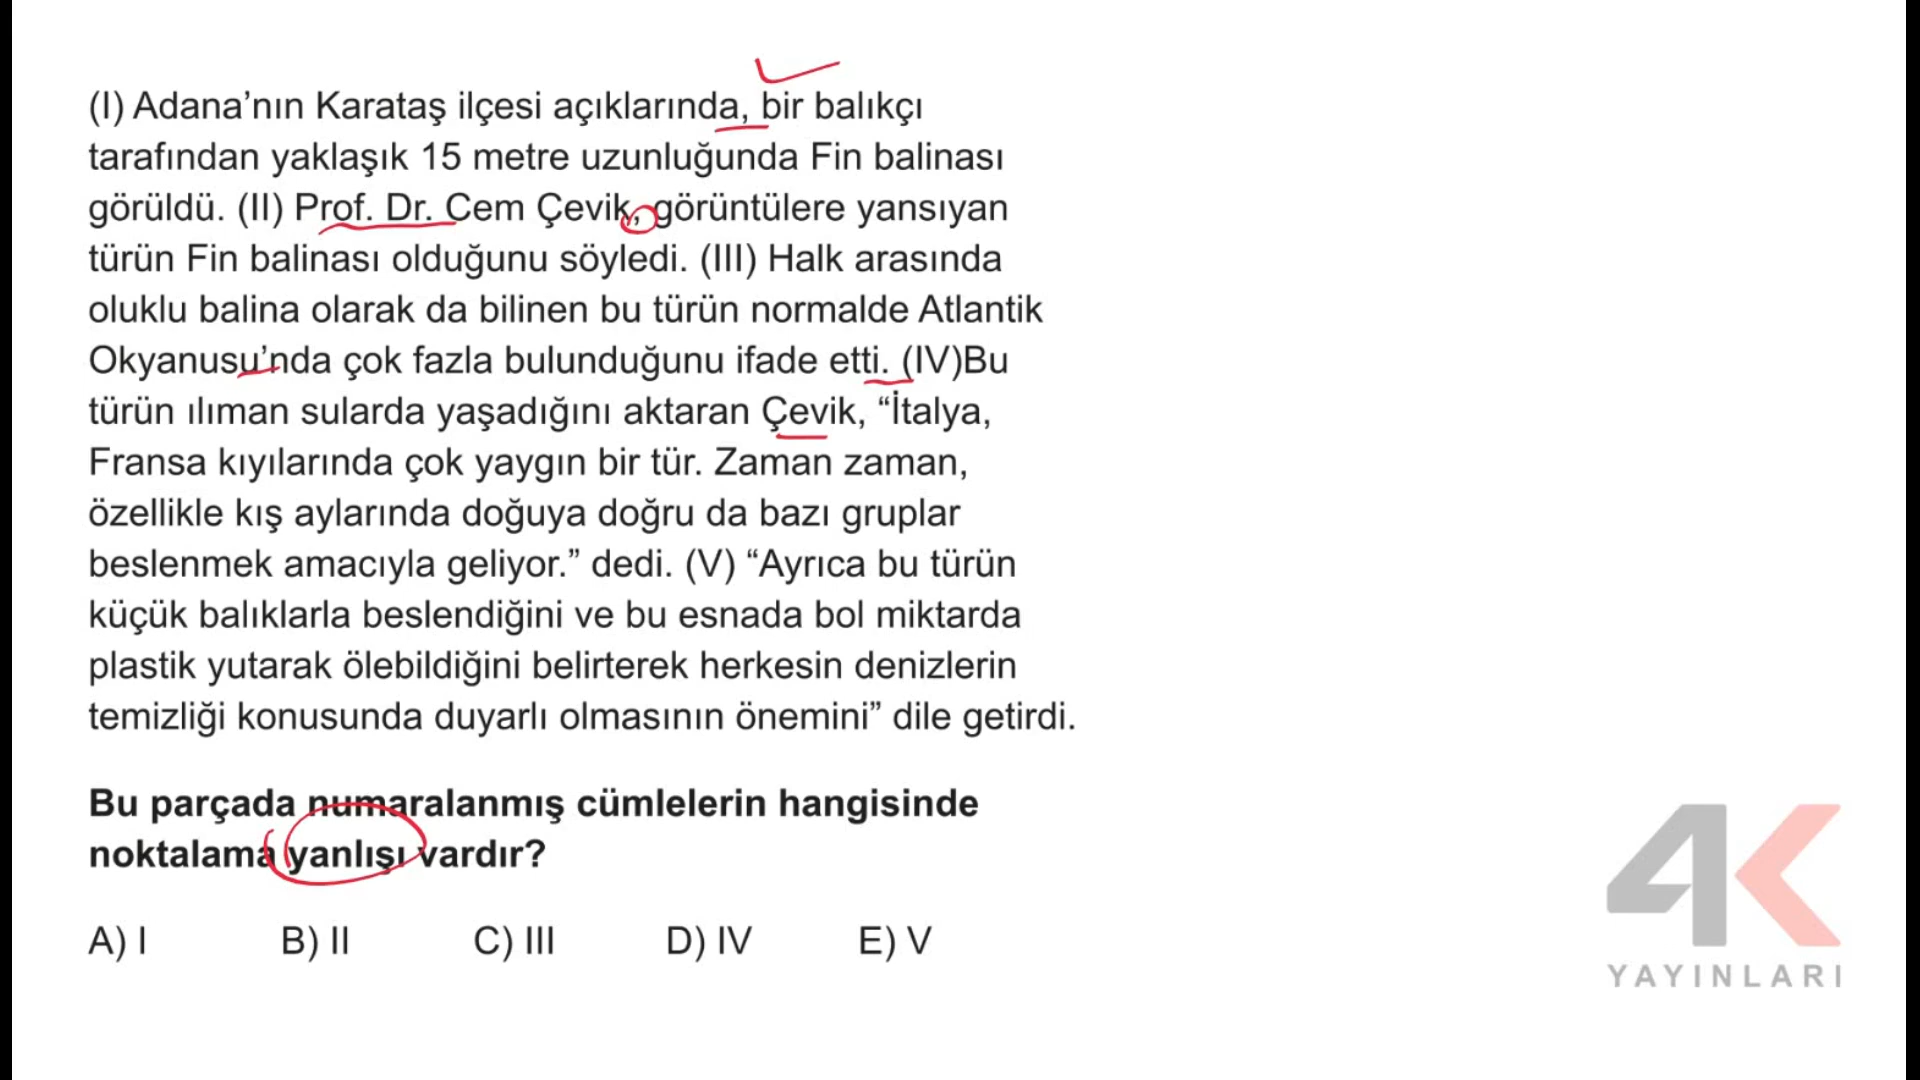 (I) Adana’nın Karataş ilçesi açıklarında, bir balıkçı
tarafından yaklaşık 15 metre uzunluğunda Fin balinası
görüldü. (II) Prof. Dr. Cem Çevik, görüntülere yansıyan
türün Fin balinası olduğunu söyledi. (III) Halk arasında
oluklu balina olarak da bilinen bu türün normalde Atlantik
Okyanusu’nda çok fazla bulunduğunu ifade etti. (IV)Bu
türün ılıman sularda yaşadığını aktaran Çevik, “İtalya,
Fransa kıyılarında çok yaygın bir tür. Zaman zaman,
özellikle kış aylarında doğuya doğru da bazı gruplar
beslenmek amacıyla geliyor.” dedi. (V) “Ayrıca bu türün
küçük balıklarla beslendiğini ve bu esnada bol miktarda
plastik yutarak ölebildiğini belirterek herkesin denizlerin
temizliği konusunda duyarlı olmasının önemini” dile getirdi.
Bu parçada numaralanmış cümlelerin hangisinde
noktalama yanlışı vardır?
A) I B) II C) III D) IV E) V
4K
YAYINLARI